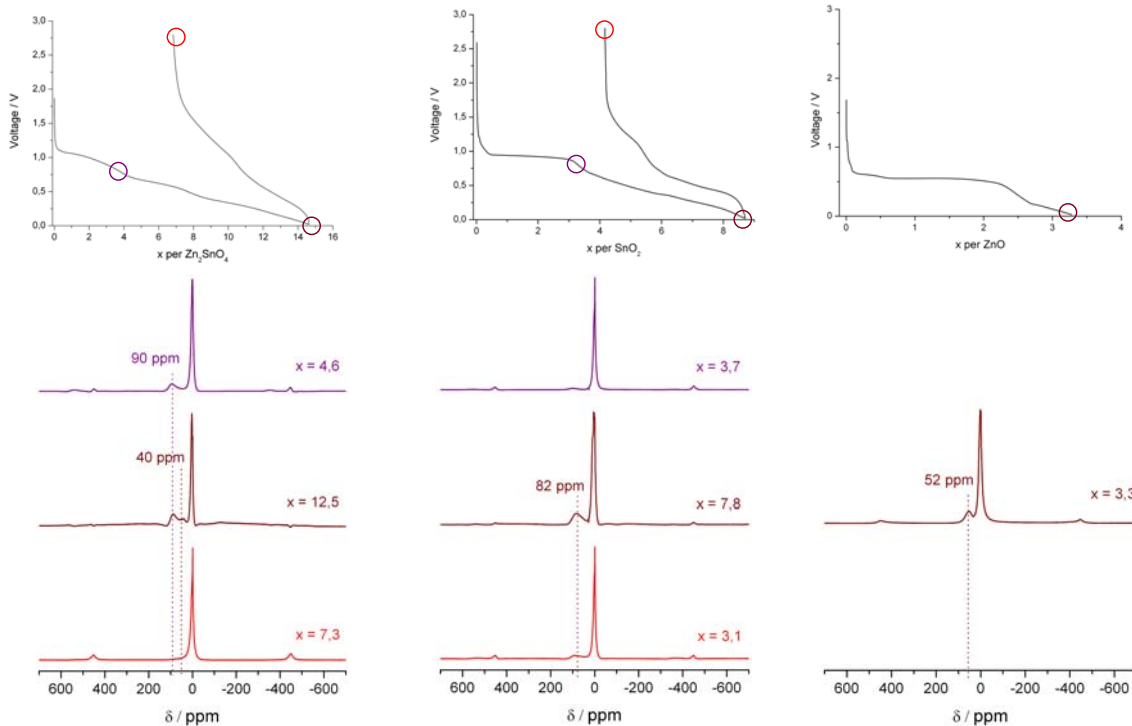 3,0
2,5
2,0
1,5
1,0
0,5
0,0
Voltage / V
0 2 4 6 8 10 12 14 16
x per Zn₂SnO₄
3,0
2,5
2,0
1,5
1,0
0,5
0,0
Voltage / V
0 2 4 6 8
x per SnO₂
3
2
1
0
Voltage / V
0 1 2 3 4
x per ZnO
90 ppm
x = 4,6
40 ppm
x = 12,5
x = 7,3
600 400 200 0 -200 -400 -600
δ / ppm
x = 3,7
82 ppm
x = 7,8
x = 3,1
600 400 200 0 -200 -400 -600
δ / ppm
52 ppm
x = 3,3
600 400 200 0 -200 -400 -600
δ / ppm